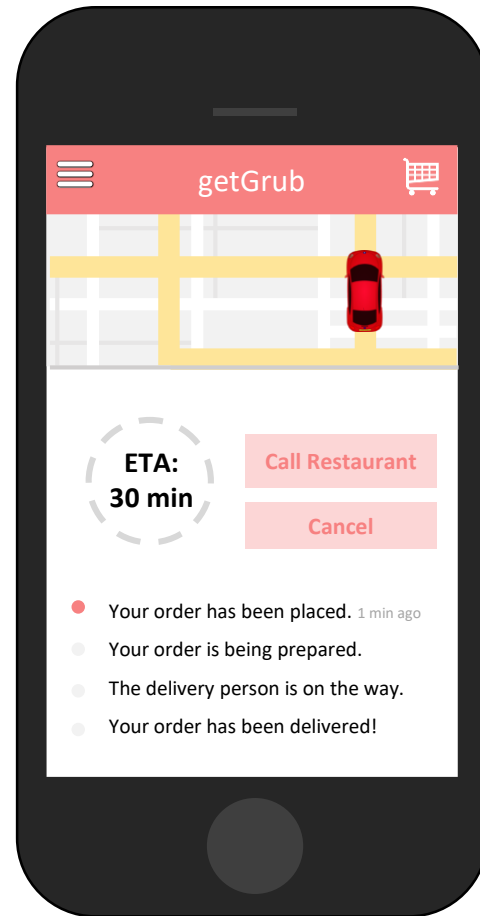 getGrub
ETA:
30 min
Call Restaurant
Cancel
Your order has been placed. 1 min ago
Your order is being prepared.
The delivery person is on the way.
Your order has been delivered!